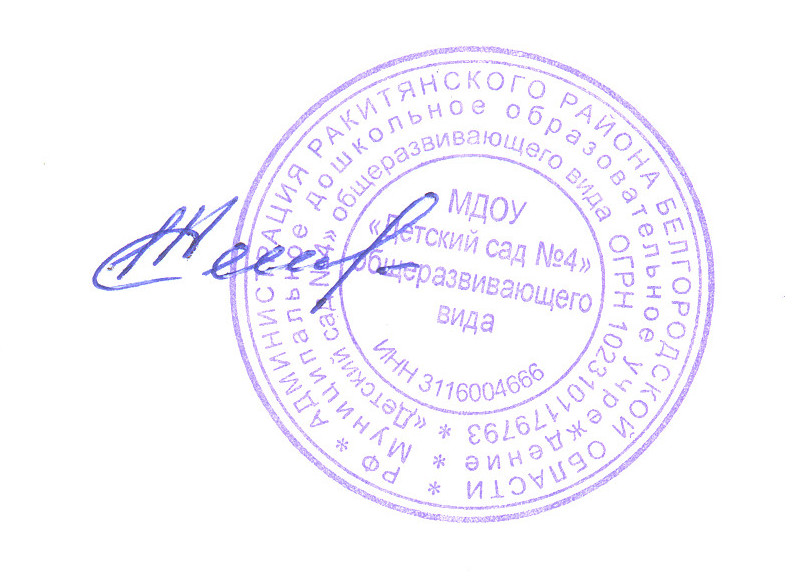 РФ * АДМИНИСТРАЦИЯ РАКИТЯНСКОГО РАЙОНА БЕЛГОРОДСКОЙ ОБЛАСТИ *
Муниципальное дошкольное образовательное учреждение *
«Детский сад №4» общеразвивающего вида ОГРН 1023101179793 *
МДОУ
«Детский сад №4»
общеразвивающего
вида
ИНН 3116004666